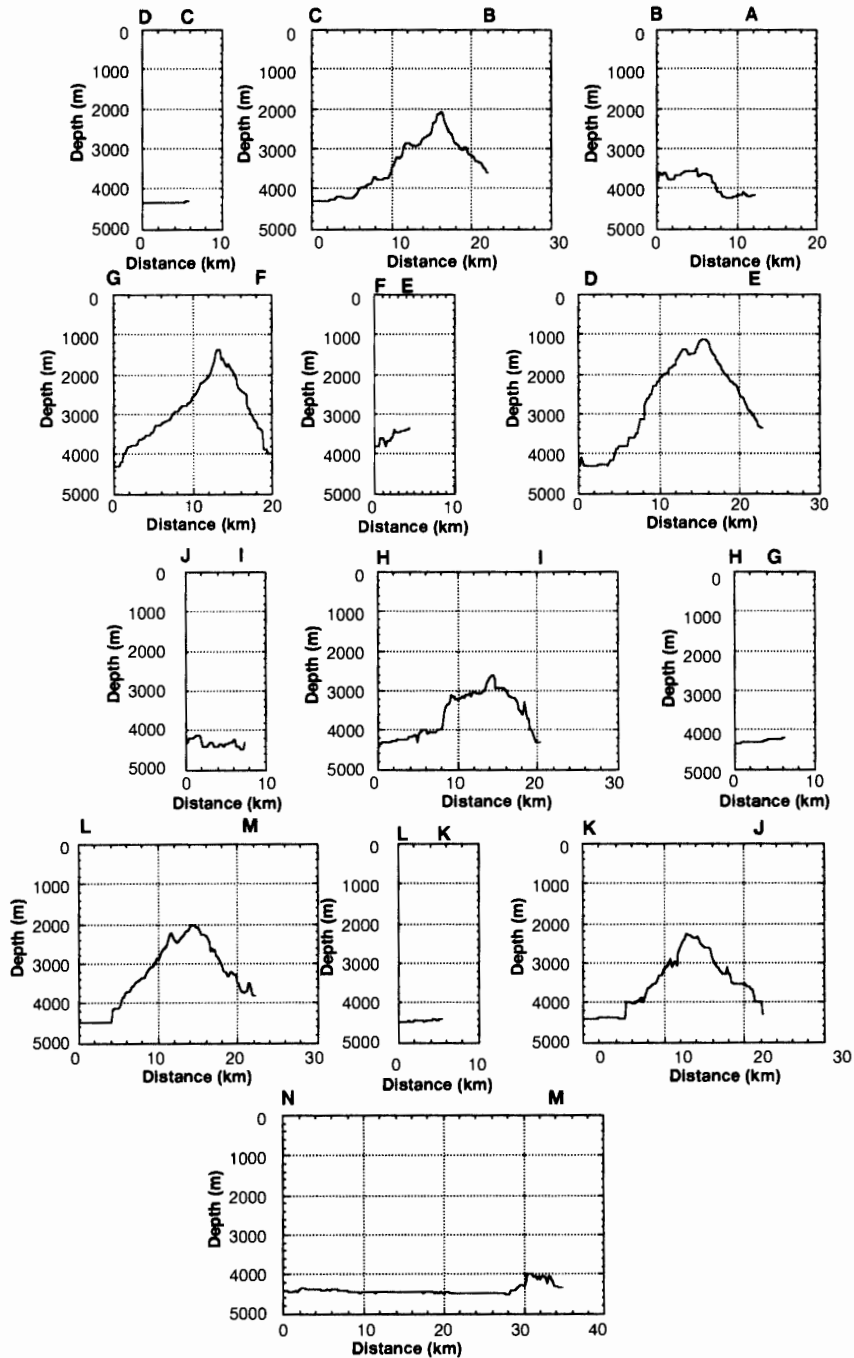 D C
0
1000
2000
3000
4000
5000
Depth (m)
0 10
Distance (km)
C B
0
1000
2000
3000
4000
5000
Depth (m)
0 10 20 30
Distance (km)
B A
0
1000
2000
3000
4000
5000
Depth (m)
0 10 20
Distance (km)
G F
0
1000
2000
3000
4000
5000
Depth (m)
0 10 20
Distance (km)
F E
0
1000
2000
3000
4000
5000
Depth (m)
0 10
Distance (km)
D E
0
1000
2000
3000
4000
5000
Depth (m)
0 10 20 30
Distance (km)
J I
0
1000
2000
3000
4000
5000
Depth (m)
0 10
Distance (km)
H I
0
1000
2000
3000
4000
5000
Depth (m)
0 10 20 30
Distance (km)
H G
0
1000
2000
3000
4000
5000
Depth (m)
0 10
Distance (km)
L M
0
1000
2000
3000
4000
5000
Depth (m)
0 10 20 30
Distance (km)
L K
0
1000
2000
3000
4000
5000
Depth (m)
0 10
Distance (km)
K J
0
1000
2000
3000
4000
5000
Depth (m)
0 10 20 30
Distance (km)
N M
0
1000
2000
3000
4000
5000
Depth (m)
0 10 20 30 40
Distance (km)